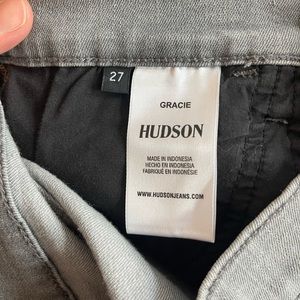 27
GRACIE
HUDSON
MADE IN INDONESIA
HECHO EN INDONESIA
FABRIQUÉ EN INDONÉSIE
WWW.HUDSONJEANS.COM